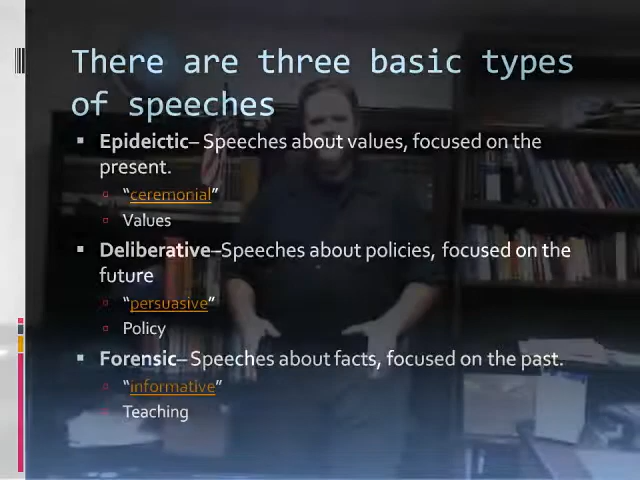 There are three basic types
of speeches
Epideictic– Speeches about values, focused on the
present.
"ceremonial"
Values
Deliberative–Speeches about policies, focused on the
future
"persuasive"
Policy
Forensic– Speeches about facts, focused on the past.
"informative"
Teaching